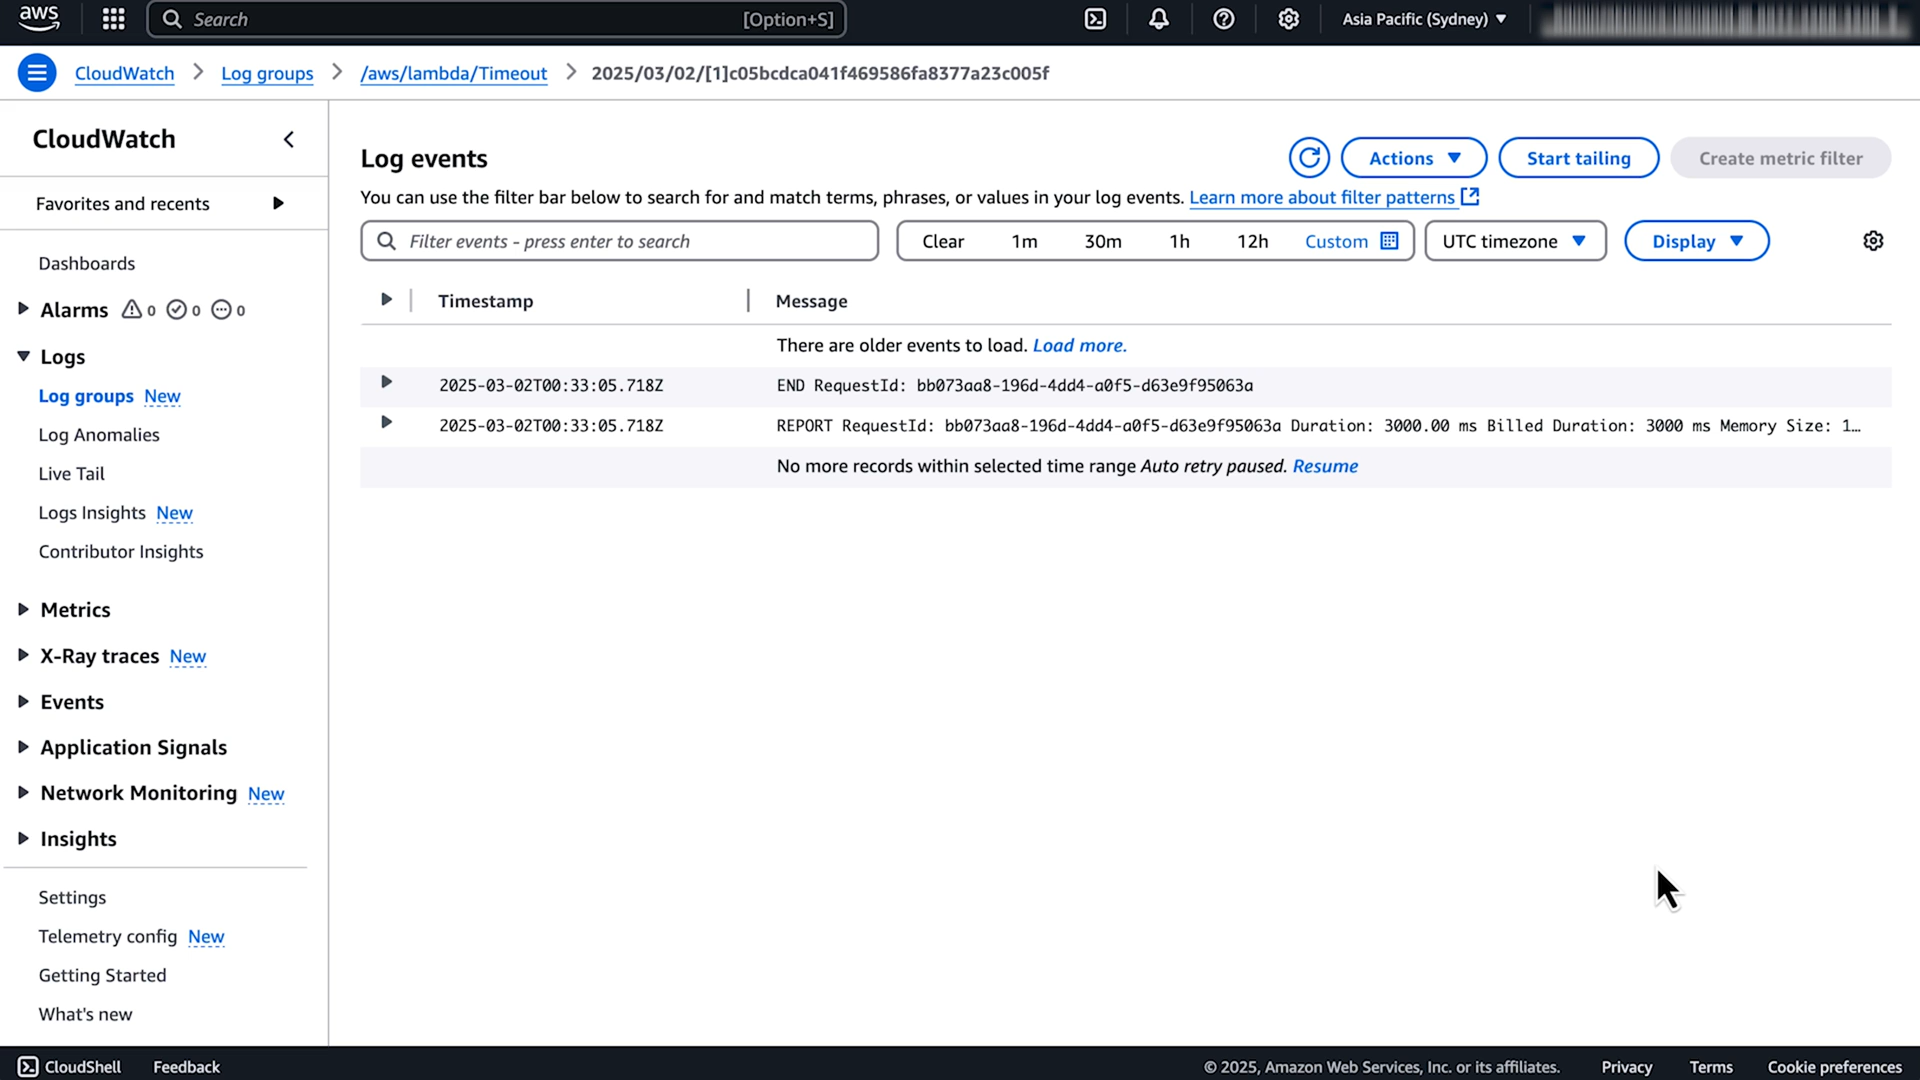 aws
Search [Option+S]
Asia Pacific (Sydney)
CloudWatch > Log groups > /aws/lambda/Timeout > 2025/03/02/[1]c05bcdca041f469586fa8377a23c005f
CloudWatch
Favorites and recents
Dashboards
Alarms 0 0 0
Logs
Log groups New
Log Anomalies
Live Tail
Logs Insights New
Contributor Insights
Metrics
X-Ray traces New
Events
Application Signals
Network Monitoring New
Insights
Settings
Telemetry config New
Getting Started
What's new
Log events
Actions
Start tailing
Create metric filter
You can use the filter bar below to search for and match terms, phrases, or values in your log events. Learn more about filter patterns
Filter events - press enter to search
Clear 1m 30m 1h 12h Custom
UTC timezone
Display
Timestamp Message
There are older events to load. Load more.
2025-03-02T00:33:05.718Z END RequestId: bb073aa8-196d-4dd4-a0f5-d63e9f95063a
2025-03-02T00:33:05.718Z REPORT RequestId: bb073aa8-196d-4dd4-a0f5-d63e9f95063a Duration: 3000.00 ms Billed Duration: 3000 ms Memory Size: 1…
No more records within selected time range Auto retry paused. Resume
CloudShell Feedback
© 2025, Amazon Web Services, Inc. or its affiliates. Privacy Terms Cookie preferences